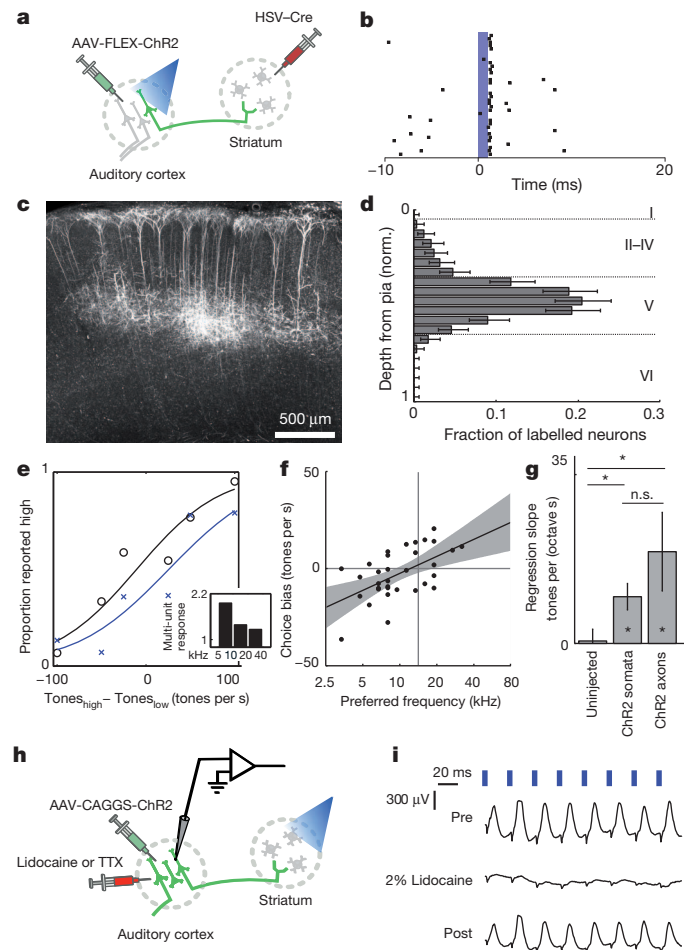 a
HSV–Cre
AAV-FLEX-ChR2
Striatum
Auditory cortex
b
−10 0 20
Time (ms)
c
500 μm
d
Depth from pia (norm.)
0
1
I
II–IV
V
VI
0 0.1 0.2 0.3
Fraction of labelled neurons
e
Proportion reported high
1
0
−100 0 100
Tones high – Tones low (tones per s)
Multi-unit
response
2.2
1
kHz 5 10 20 40
f
Choice bias (tones per s)
50
0
−50
2.5 5 10 20 40 80
Preferred frequency (kHz)
g
Regression slope
tones per (octave s)
35
0
*
* n.s.
* *
Uninjected
ChR2 somata
ChR2 axons
h
AAV-CAGGS-ChR2
Lidocaine or TTX
Striatum
Auditory cortex
i
20 ms
300 μV
Pre
2% Lidocaine
Post